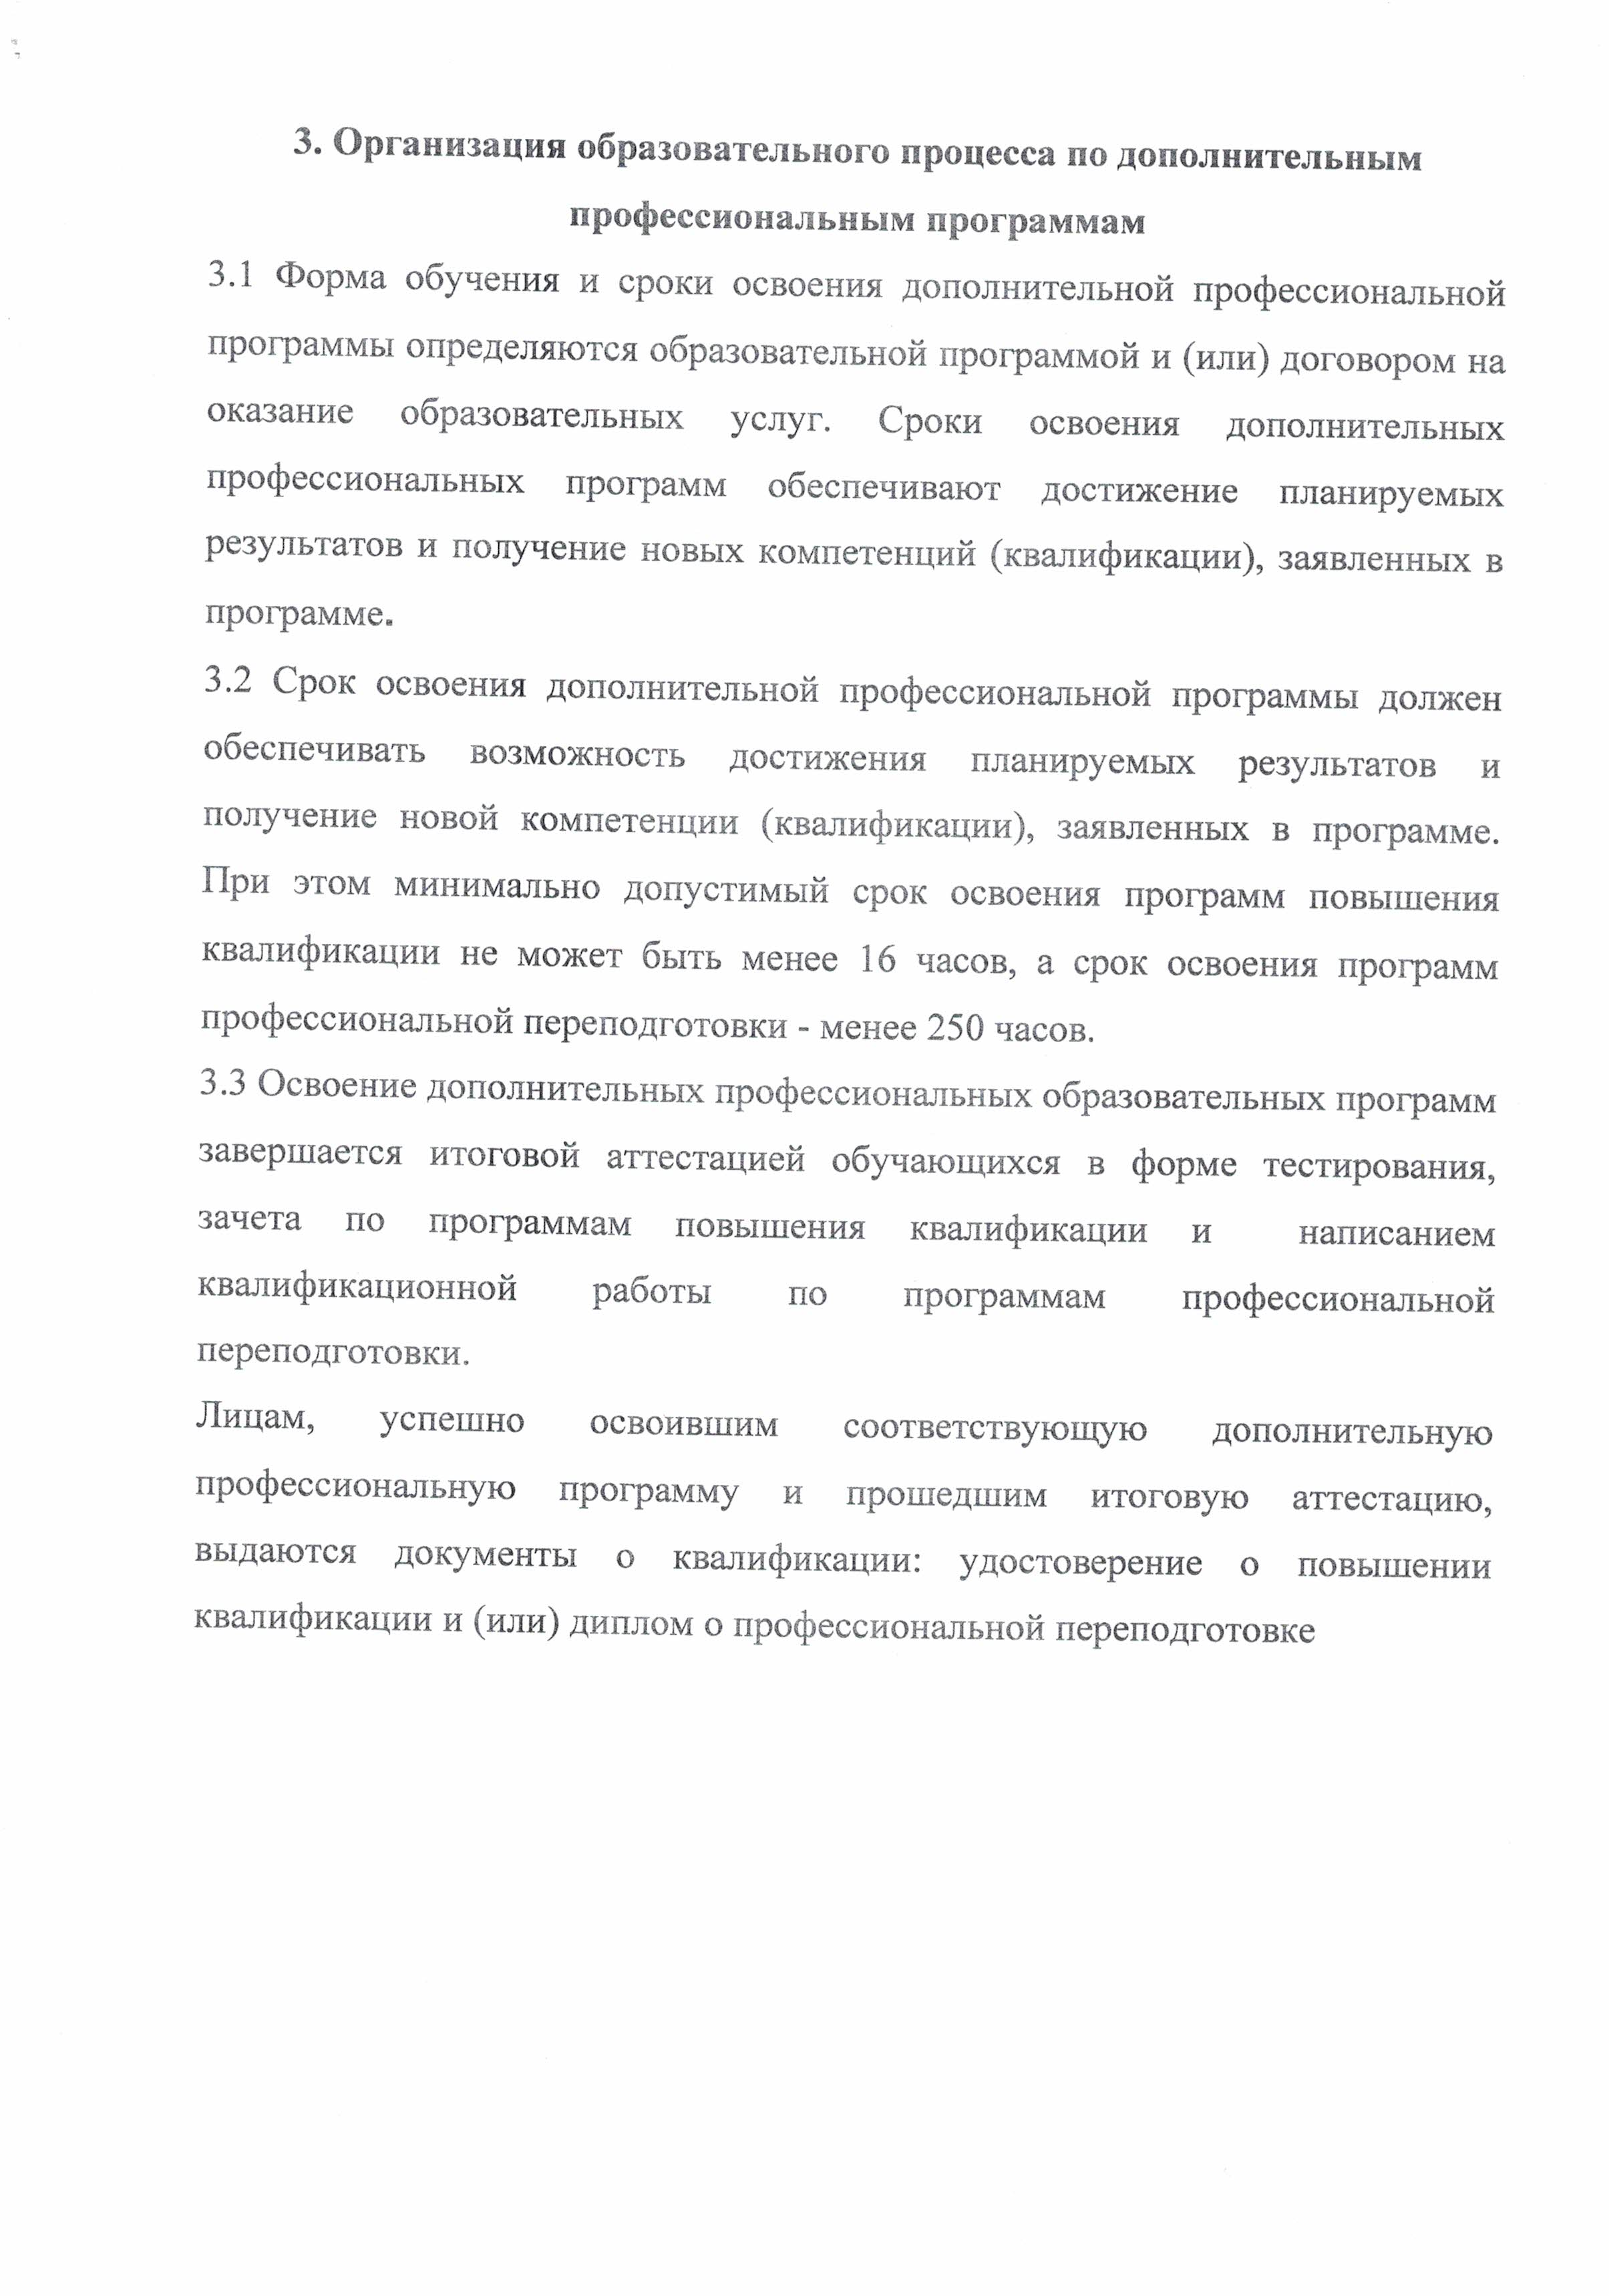 3. Организация образовательного процесса по дополнительным
профессиональным программам
3.1 Форма обучения и сроки освоения дополнительной профессиональной
программы определяются образовательной программой и (или) договором на
оказание образовательных услуг. Сроки освоения дополнительных
профессиональных программ обеспечивают достижение планируемых
результатов и получение новых компетенций (квалификации), заявленных в
программе.
3.2 Срок освоения дополнительной профессиональной программы должен
обеспечивать возможность достижения планируемых результатов и
получение новой компетенции (квалификации), заявленных в программе.
При этом минимально допустимый срок освоения программ повышения
квалификации не может быть менее 16 часов, а срок освоения программ
профессиональной переподготовки - менее 250 часов.
3.3 Освоение дополнительных профессиональных образовательных программ
завершается итоговой аттестацией обучающихся в форме тестирования,
зачета по программам повышения квалификации и написанием
квалификационной работы по программам профессиональной
переподготовки.
Лицам, успешно освоившим соответствующую дополнительную
профессиональную программу и прошедшим итоговую аттестацию,
выдаются документы о квалификации: удостоверение о повышении
квалификации и (или) диплом о профессиональной переподготовке